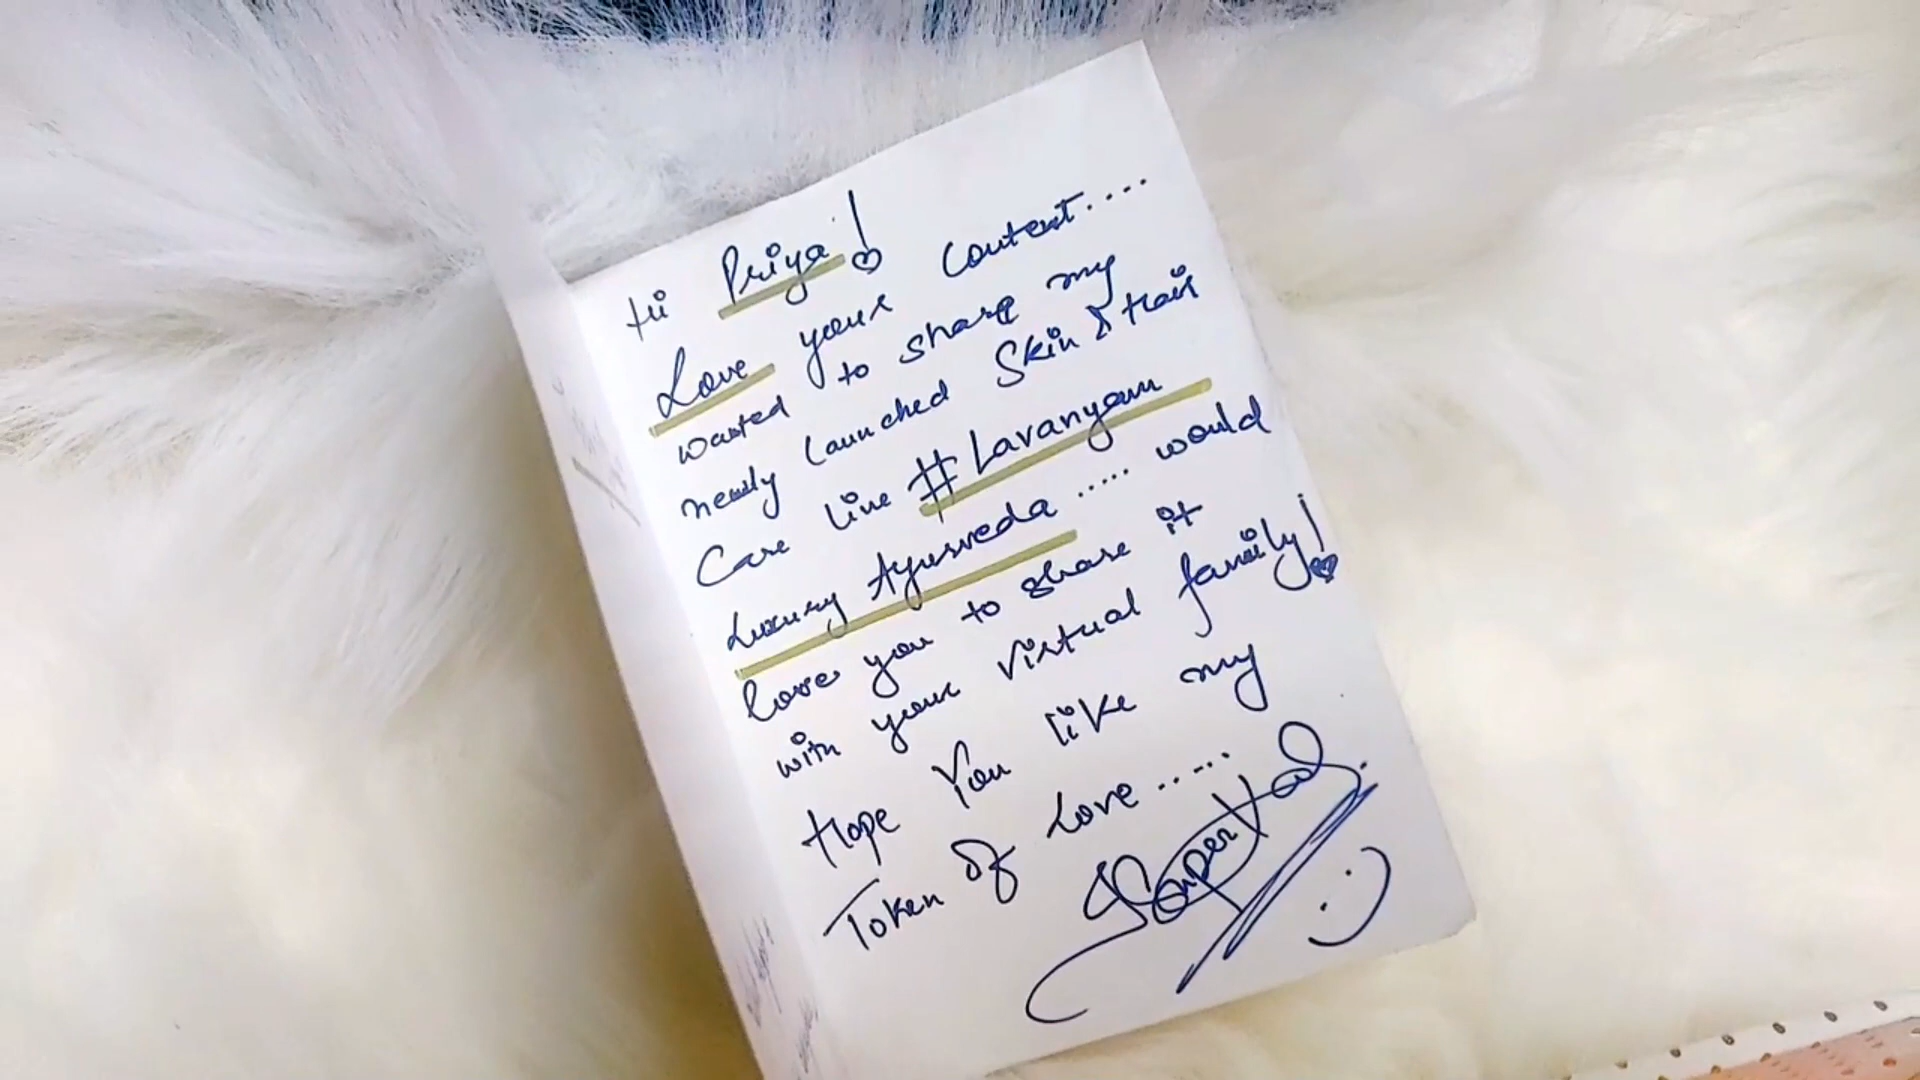 Hi Priya!
Love your content....
wanted to share my
newly launched Skin & Hair
Care line #Lavanyam
Luxury Ayurveda ..... would
love you to share it
with your virtual family!
Hope You like my
Token of Love .....
:)